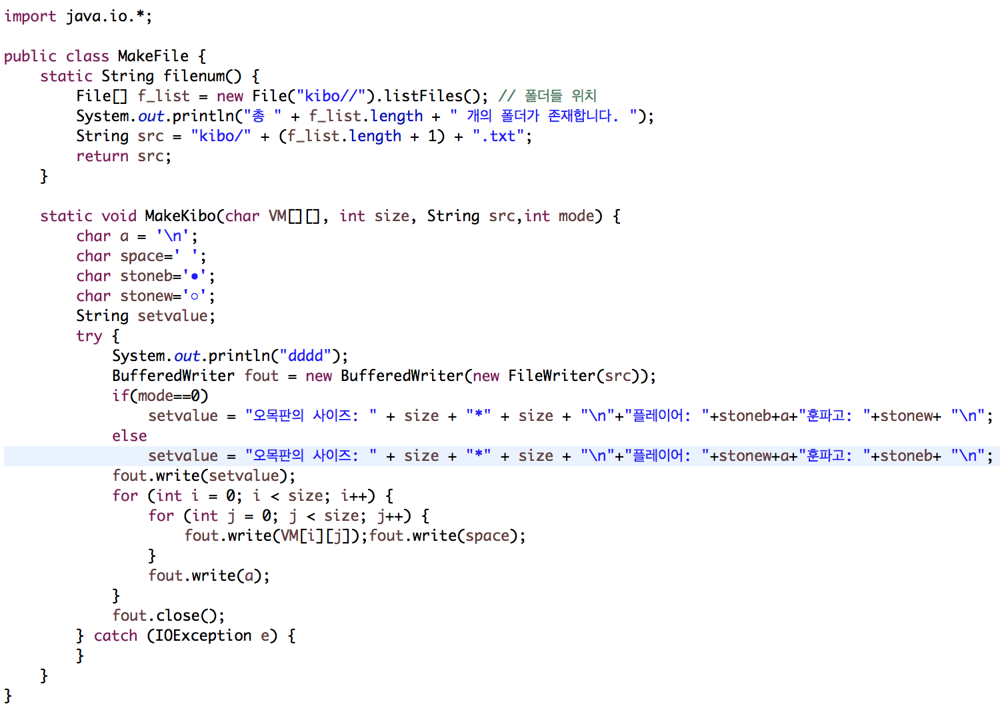 import java.io.*;
public class MakeFile {
static String filenum() {
File[] f_list = new File("kibo//").listFiles(); // 폴더들 위치
System.out.println("총 " + f_list.length + " 개의 폴더가 존재합니다. ");
String src = "kibo/" + (f_list.length + 1) + ".txt";
return src;
}
static void MakeKibo(char VM[][], int size, String src,int mode) {
char a = '\n';
char space=' ';
char stoneb='●';
char stonew='○';
String setvalue;
try {
System.out.println("dddd");
BufferedWriter fout = new BufferedWriter(new FileWriter(src));
if(mode==0)
setvalue = "오목판의 사이즈: " + size + "*" + size + "\n"+"플레이어: "+stoneb+a+"훈파고: "+stonew+ "\n";
else
setvalue = "오목판의 사이즈: " + size + "*" + size + "\n"+"플레이어: "+stonew+a+"훈파고: "+stoneb+ "\n";
fout.write(setvalue);
for (int i = 0; i < size; i++) {
for (int j = 0; j < size; j++) {
fout.write(VM[i][j]);fout.write(space);
}
fout.write(a);
}
fout.close();
} catch (IOException e) {
}
}
}